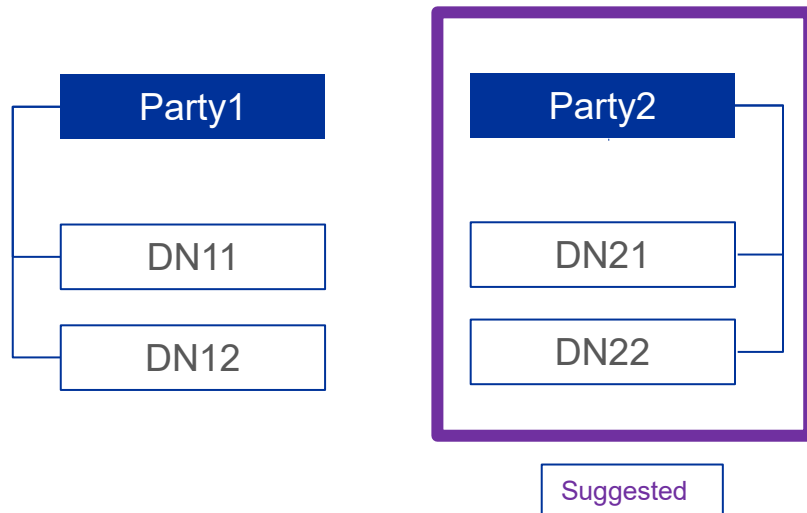 Party1
DN11
DN12
Party2
DN21
DN22
Suggested